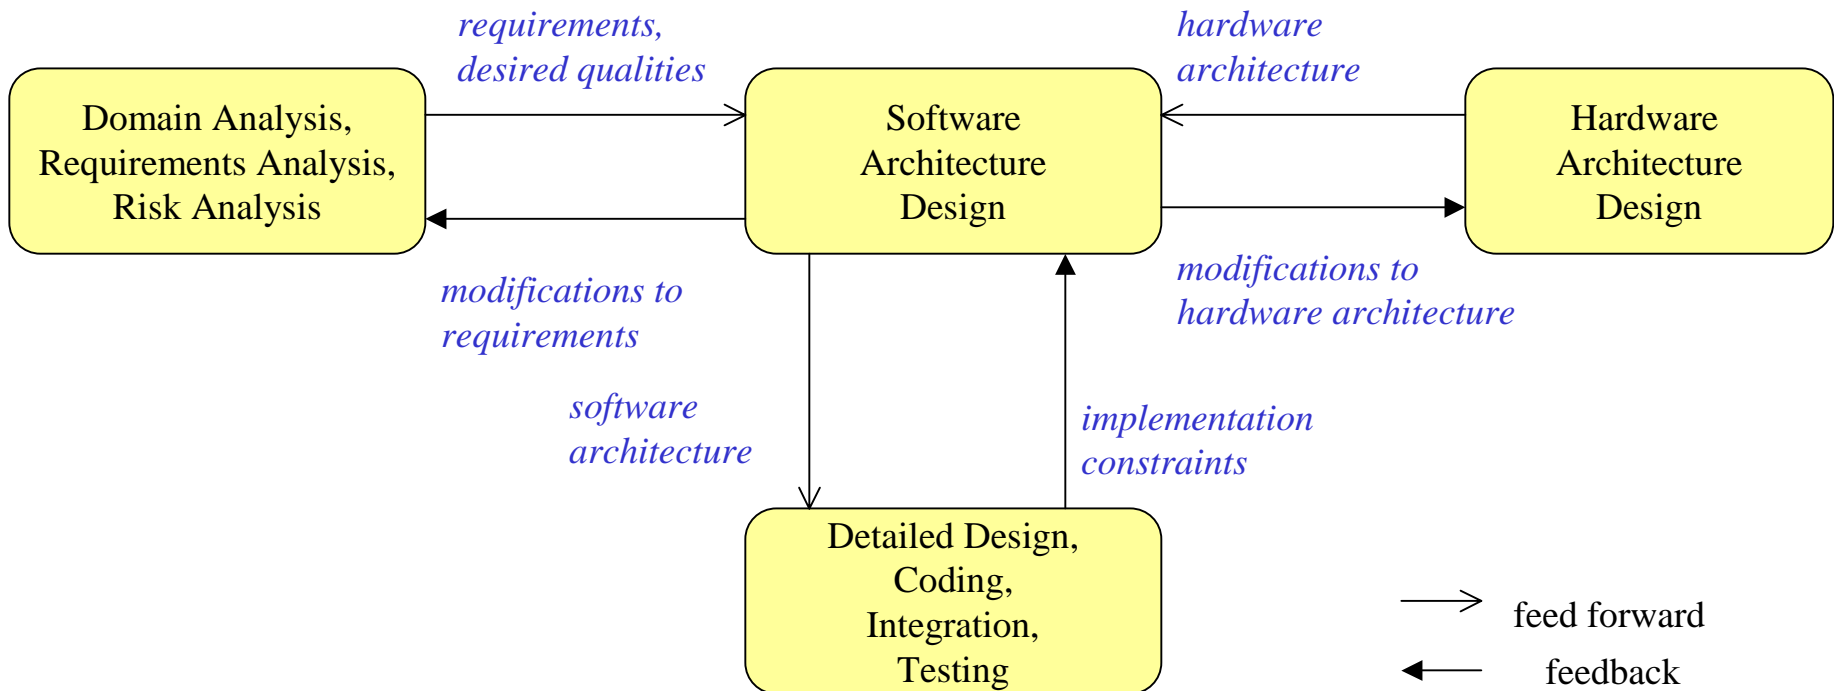 requirements,
desired qualities
hardware
architecture
Domain Analysis,
Requirements Analysis,
Risk Analysis
Software
Architecture
Design
Hardware
Architecture
Design
modifications to
requirements
modifications to
hardware architecture
software
architecture
implementation
constraints
Detailed Design,
Coding,
Integration,
Testing
feed forward
feedback